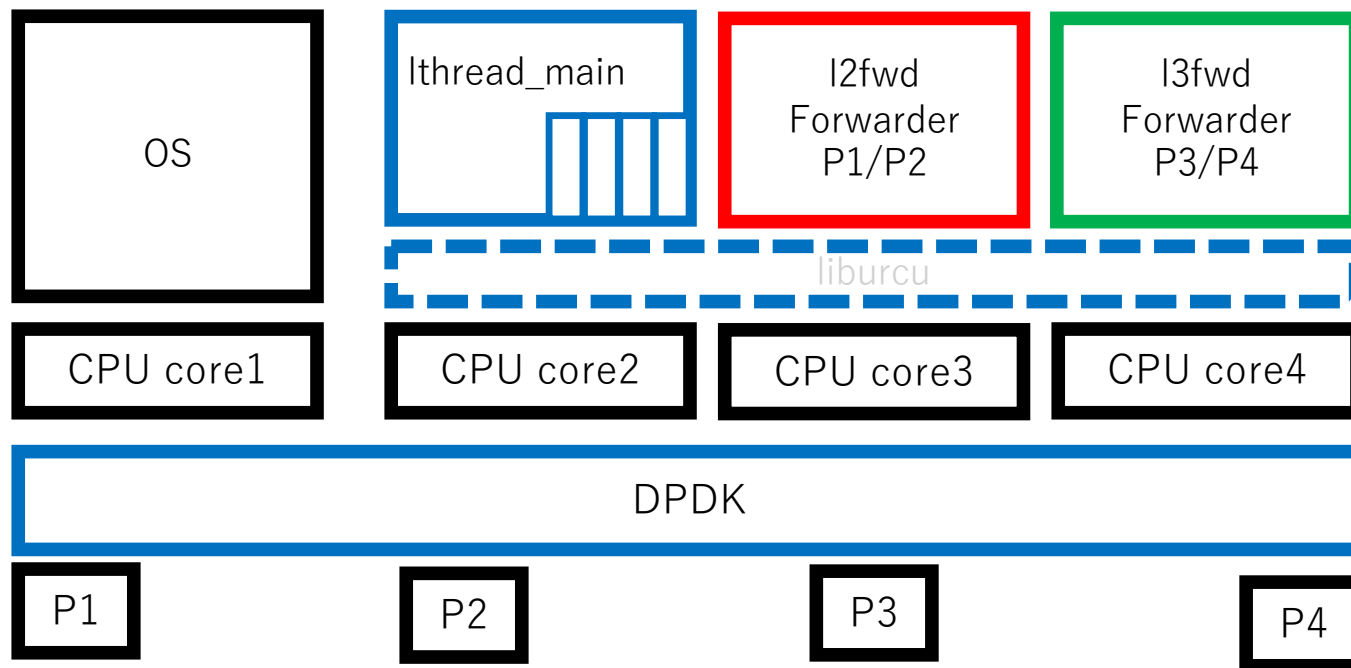 OS
lthread_main
l2fwd
Forwarder
P1/P2
l3fwd
Forwarder
P3/P4
liburcu
CPU core1
CPU core2
CPU core3
CPU core4
DPDK
P1
P2
P3
P4